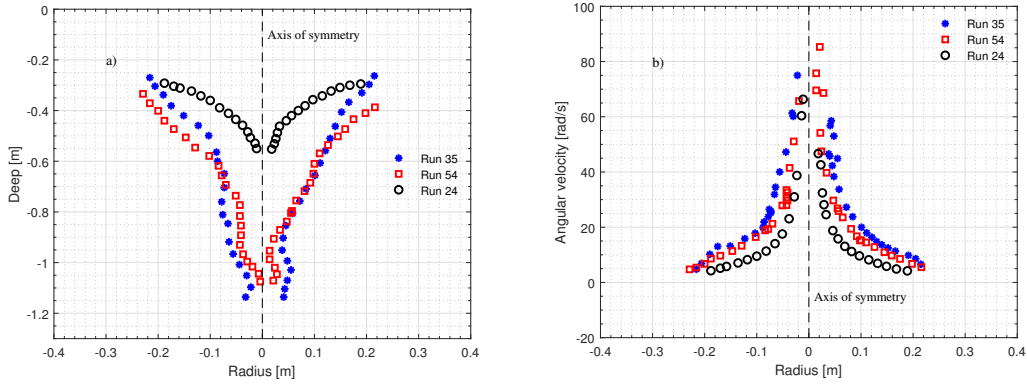 0
-0.2
-0.4
-0.6
-0.8
-1
-1.2
-0.4
-0.3
-0.2
-0.1
0
0.1
0.2
0.3
0.4
Deep [m]
Radius [m]
a)
Axis of symmetry
Run 35
Run 54
Run 24
100
80
60
40
20
0
-20
-0.4
-0.3
-0.2
-0.1
0
0.1
0.2
0.3
0.4
Angular velocity [rad/s]
Radius [m]
b)
Axis of symmetry
Run 35
Run 54
Run 24